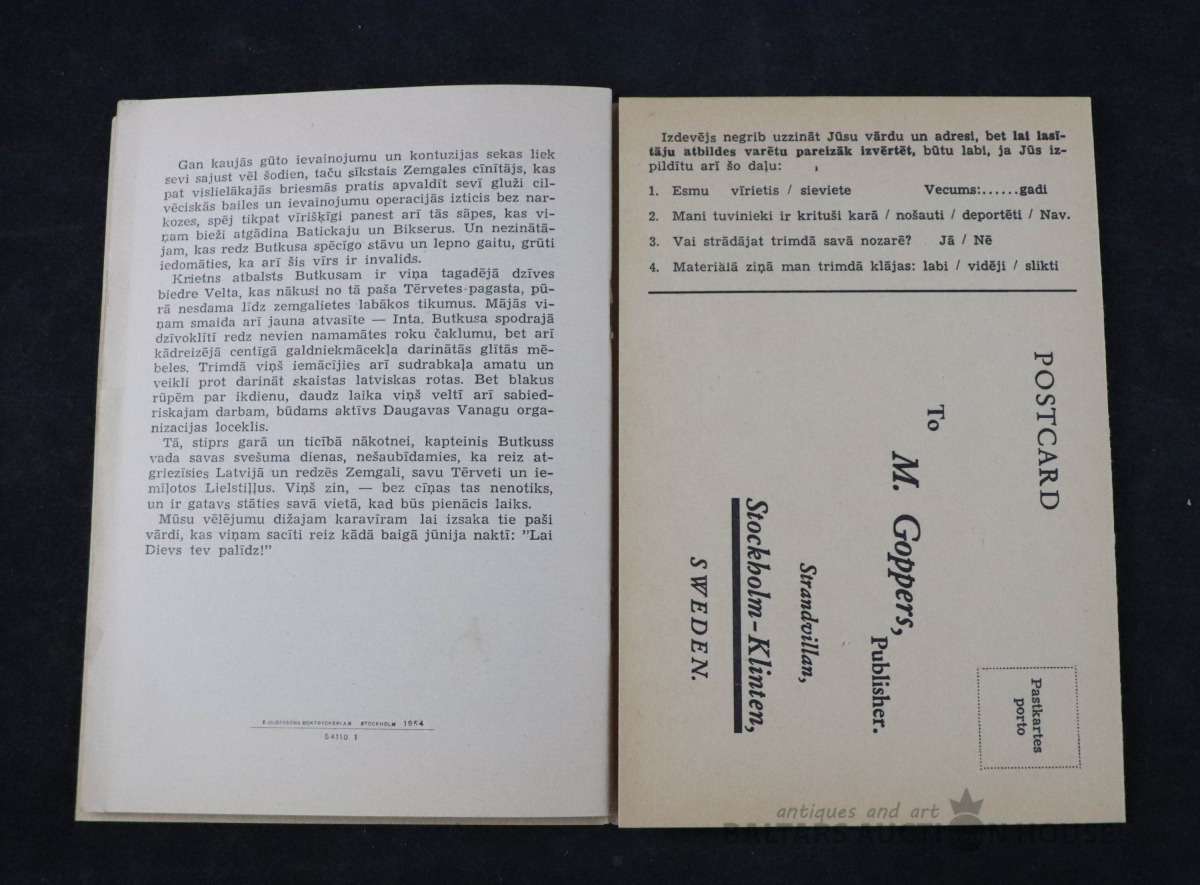 Gan kaujās gūto ievainojumu un kontuzijas sekas liek
sevi sajust vēl šodien, taču sīkstais Zemgales cīnītājs, kas
pat vislielākajās briesmās pratis apvaldīt sevī gluži cil-
vēciskās bailes un ievainojumu operacijās izticis bez nar-
kozes, spēj tikpat vīrišķīgi panest arī tās sāpes, kas vi-
ņam bieži atgādina Batickaju un Bikserus. Un nezinātā-
jam, kas redz Butkusa spēcīgo stāvu un lepno gaitu, grūti
iedomāties, ka arī šis vīrs ir invalids.
Krietns atbalsts Butkusam ir viņa tagadējā dzīves
biedre Velta, kas nākusi no tā paša Tērvetes pagasta, pū-
rā nesdama līdz zemgalietes labākos tikumus. Mājās vi-
ņam smaida arī jauna atvasīte — Inta. Butkusa spodrajā
dzīvoklītī redz nevien namamātes roku čaklumu, bet arī
kādreizējā centīgā galdniekmācekļa darinātās glītās mē-
beles. Trimdā viņš iemācījies arī sudrabkaļa amatu un
veikli prot darināt skaistas latviskas rotas. Bet blakus
rūpēm par ikdienu, daudz laika viņš veltī arī sabied-
riskajam darbam, būdams aktīvs Daugavas Vanagu orga-
nizacijas loceklis.
Tā, stiprs garā un ticībā nākotnei, kapteinis Butkuss
vada savas svešuma dienas, nešaubīdamies, ka reiz at-
griezīsies Latvijā un redzēs Zemgali, savu Tērveti un ie-
mīļotos Lielstiļļus. Viņš zin, — bez cīņas tas nenotiks,
un ir gatavs stāties savā vietā, kad būs pienācis laiks.
Mūsu vēlējumu dižajam karavīram lai izsaka tie paši
vārdi, kas viņam sacīti reiz kādā baigā jūnija naktī: "Lai
Dievs tev palīdz!"
BOKTRYCKERI AB STOCKHOLM 1954
54110 1
Izdevējs negrib uzzināt Jūsu vārdu un adresi, bet lai lasī-
tāju atbildes varētu pareizāk izvērtēt, būtu labi, ja Jūs iz-
pildītu arī šo daļu:
1. Esmu vīrietis / sieviete Vecums:......gadi
2. Mani tuvinieki ir krituši karā / nošauti / deportēti / Nav.
3. Vai strādājat trimdā savā nozarē? Jā / Nē
4. Materiālā ziņā man trimdā klājas: labi / vidēji / slikti
POSTCARD
To
M. Goppers,
Publisher.
Strandvillan,
Stockholm-Klinten,
SWEDEN.
Pastkartes
porto
antiques and art
BALTARS AUCTION HOUSE